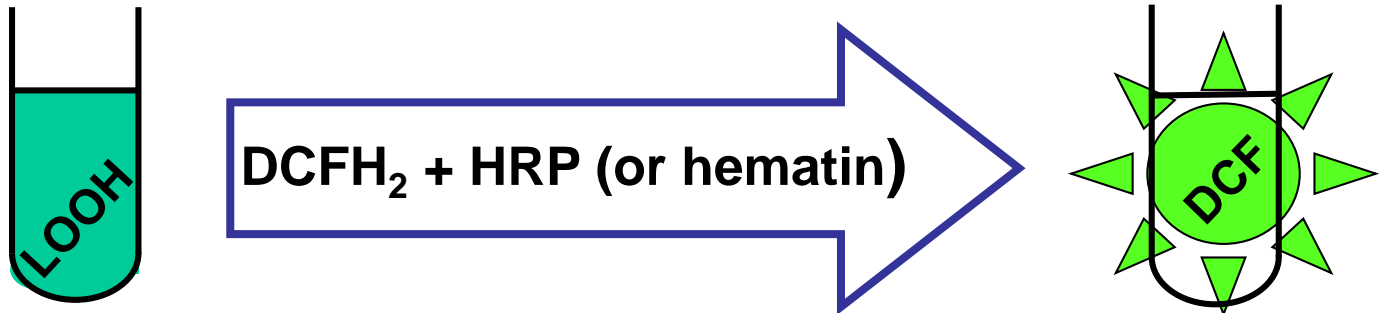 LOOH
DCFH₂ + HRP (or hematin)
DCF